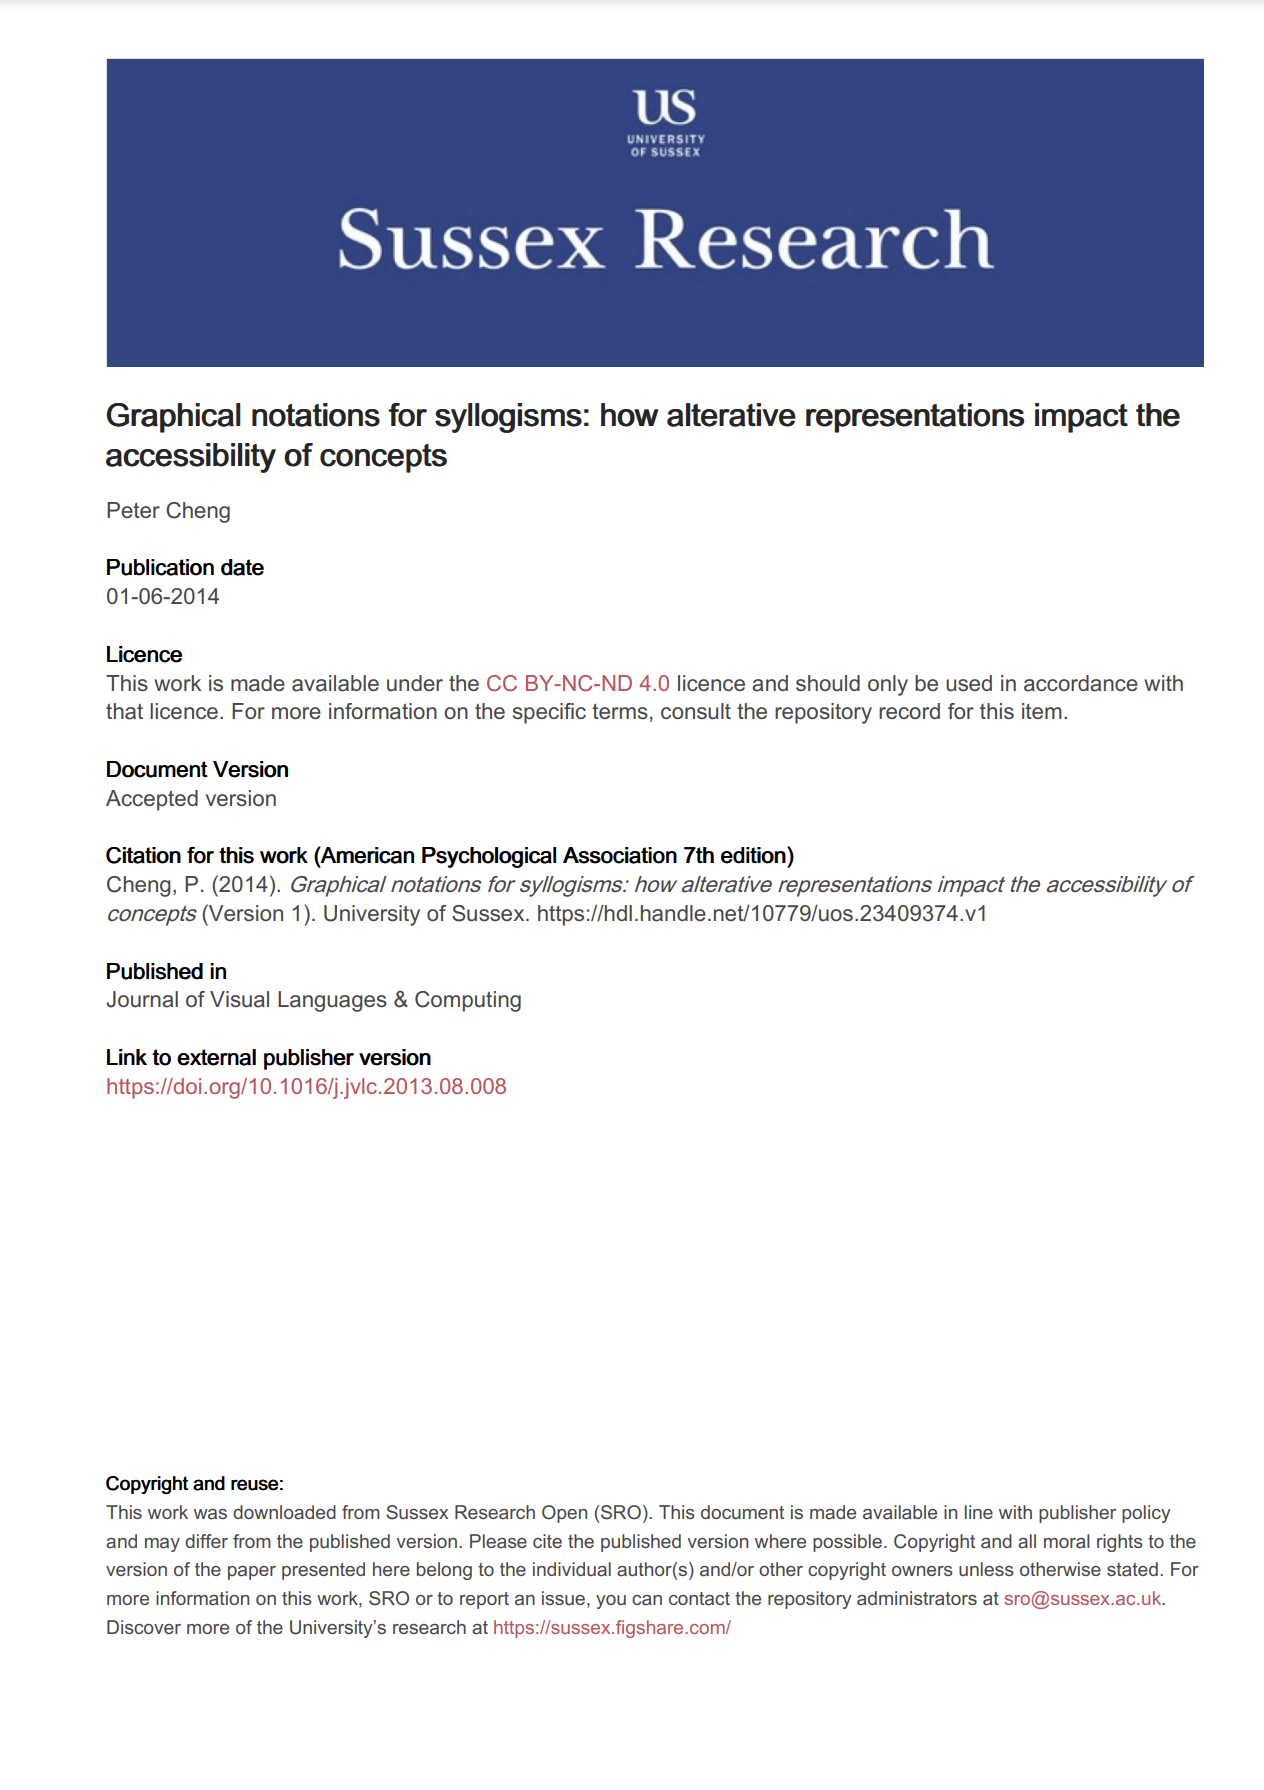 US
UNIVERSITY
OF SUSSEX
Sussex Research
Graphical notations for syllogisms: how alterative representations impact the
accessibility of concepts
Peter Cheng
Publication date
01-06-2014
Licence
This work is made available under the CC BY-NC-ND 4.0 licence and should only be used in accordance with
that licence. For more information on the specific terms, consult the repository record for this item.
Document Version
Accepted version
Citation for this work (American Psychological Association 7th edition)
Cheng, P. (2014). Graphical notations for syllogisms: how alterative representations impact the accessibility of
concepts (Version 1). University of Sussex. https://hdl.handle.net/10779/uos.23409374.v1
Published in
Journal of Visual Languages & Computing
Link to external publisher version
https://doi.org/10.1016/j.jvlc.2013.08.008
Copyright and reuse:
This work was downloaded from Sussex Research Open (SRO). This document is made available in line with publisher policy
and may differ from the published version. Please cite the published version where possible. Copyright and all moral rights to the
version of the paper presented here belong to the individual author(s) and/or other copyright owners unless otherwise stated. For
more information on this work, SRO or to report an issue, you can contact the repository administrators at sro@sussex.ac.uk.
Discover more of the University’s research at https://sussex.figshare.com/